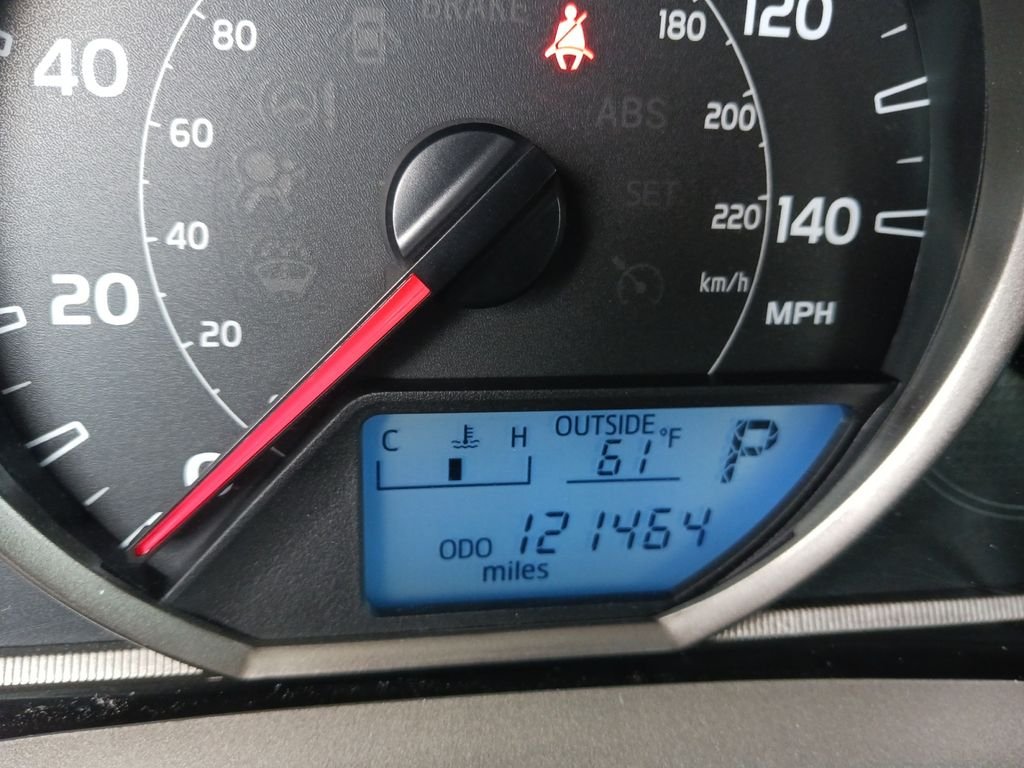 BRAKE
80
180
120
40
60
200
ABS
SET
40
220
140
20
km/h
MPH
20
0
C
H
OUTSIDE
61 °F
P
ODO 121464
miles